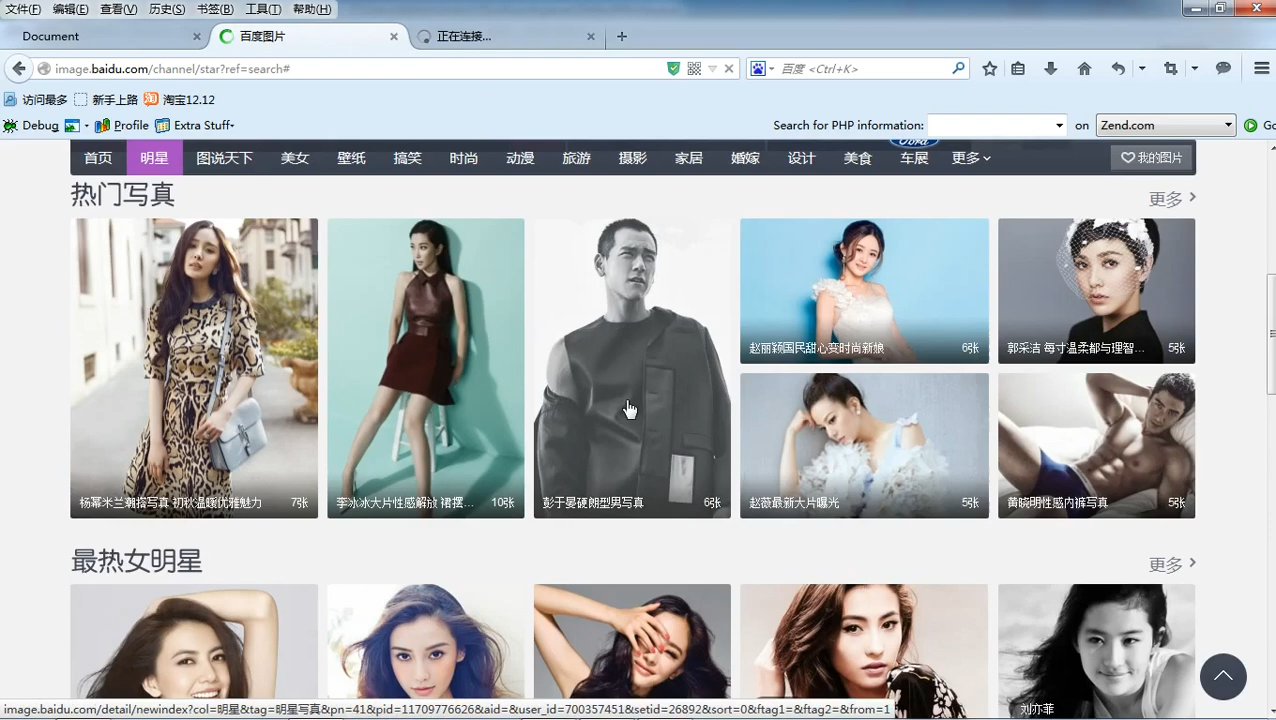 文件(F) 编辑(E) 查看(V) 历史(S) 书签(B) 工具(T) 帮助(H)
Document × 百度图片 × 正在连接... × +
image.baidu.com/channel/star?ref=search# 百度 <Ctrl+K>
访问最多 新手上路 淘宝12.12
Debug Profile Extra Stuff Search for PHP information: on Zend.com Go
首页 明星 图说天下 美女 壁纸 搞笑 时尚 动漫 旅游 摄影 家居 婚嫁 设计 美食 车展 更多 我的图片
热门写真 更多
赵丽颖国民甜心变时尚新娘 6张
郭采洁 每寸温柔都与理智... 5张
杨幂米兰潮搭写真 初秋温暖优雅魅力 7张
李冰冰大片性感解放 裙摆... 10张
彭于晏硬朗型男写真 6张
赵薇最新大片曝光 5张
黄晓明性感内裤写真 5张
最热女明星 更多
刘亦菲
image.baidu.com/detail/newindex?col=明星&tag=明星写真&pn=41&pid=11709776626&aid=&user_id=700357451&setid=26892&sort=0&ftag1=&ftag2=&from=1